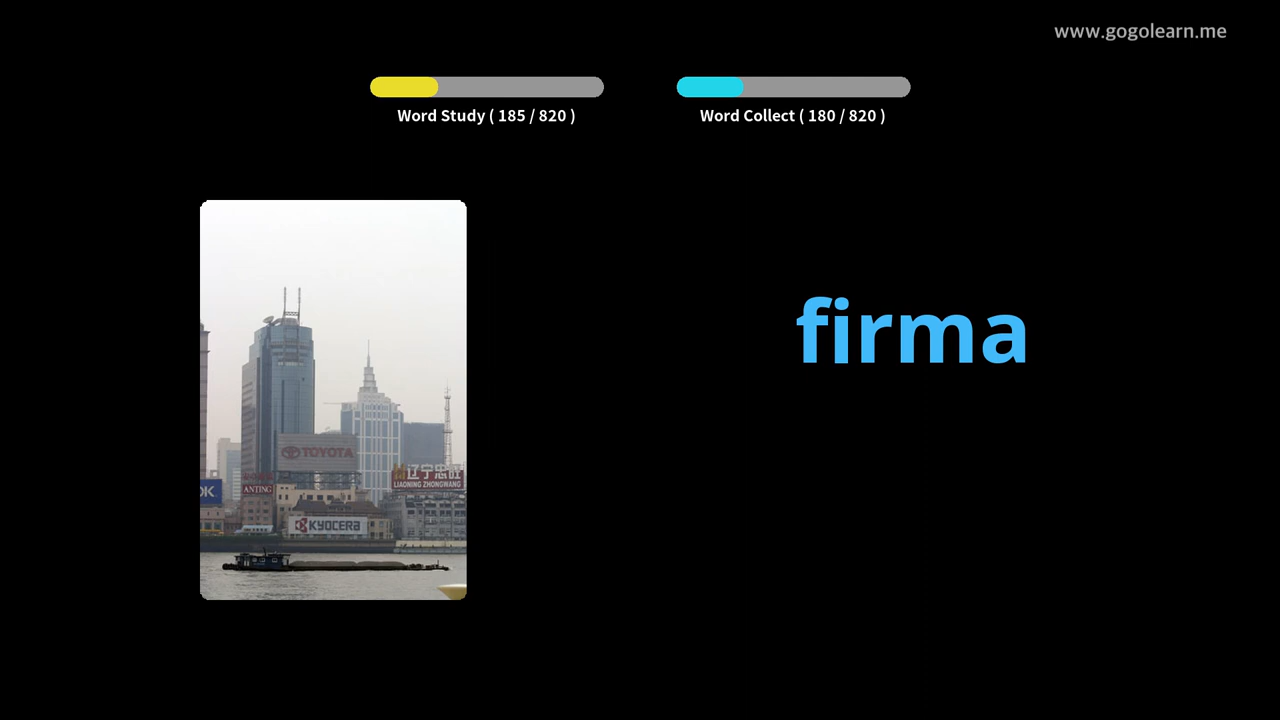 www.gogolearn.me
Word Study ( 185 / 820 )
Word Collect ( 180 / 820 )
firma
TOYOTA
辽宁忠旺
LIAONING ZHONGWANG
OK
ANTING
KYOCERA